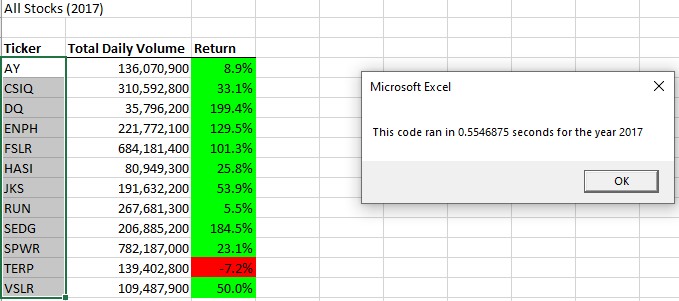 All Stocks (2017)
Ticker Total Daily Volume Return
AY 136,070,900 8.9%
CSIQ 310,592,800 33.1%
DQ 35,796,200 199.4%
ENPH 221,772,100 129.5%
FSLR 684,181,400 101.3%
HASI 80,949,300 25.8%
JKS 191,632,200 53.9%
RUN 267,681,300 5.5%
SEDG 206,885,200 184.5%
SPWR 782,187,000 23.1%
TERP 139,402,800 -7.2%
VSLR 109,487,900 50.0%
Microsoft Excel
This code ran in 0.5546875 seconds for the year 2017
OK